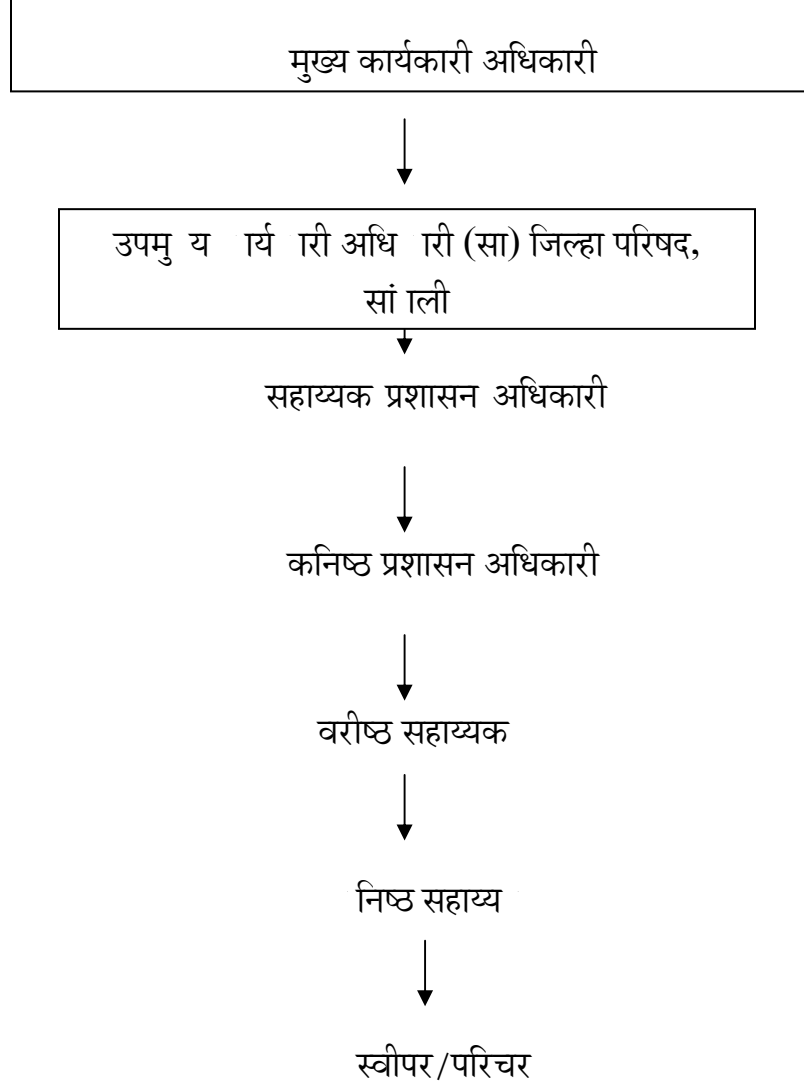 मुख्य कार्यकारी अधिकारी
उपमु य ार्य ारी अधि ारी (सा) जिल्हा परिषद,
सां ाली
सहाय्यक प्रशासन अधिकारी
कनिष्ठ प्रशासन अधिकारी
वरीष्ठ सहाय्यक
निष्ठ सहाय्य
स्वीपर/परिचर